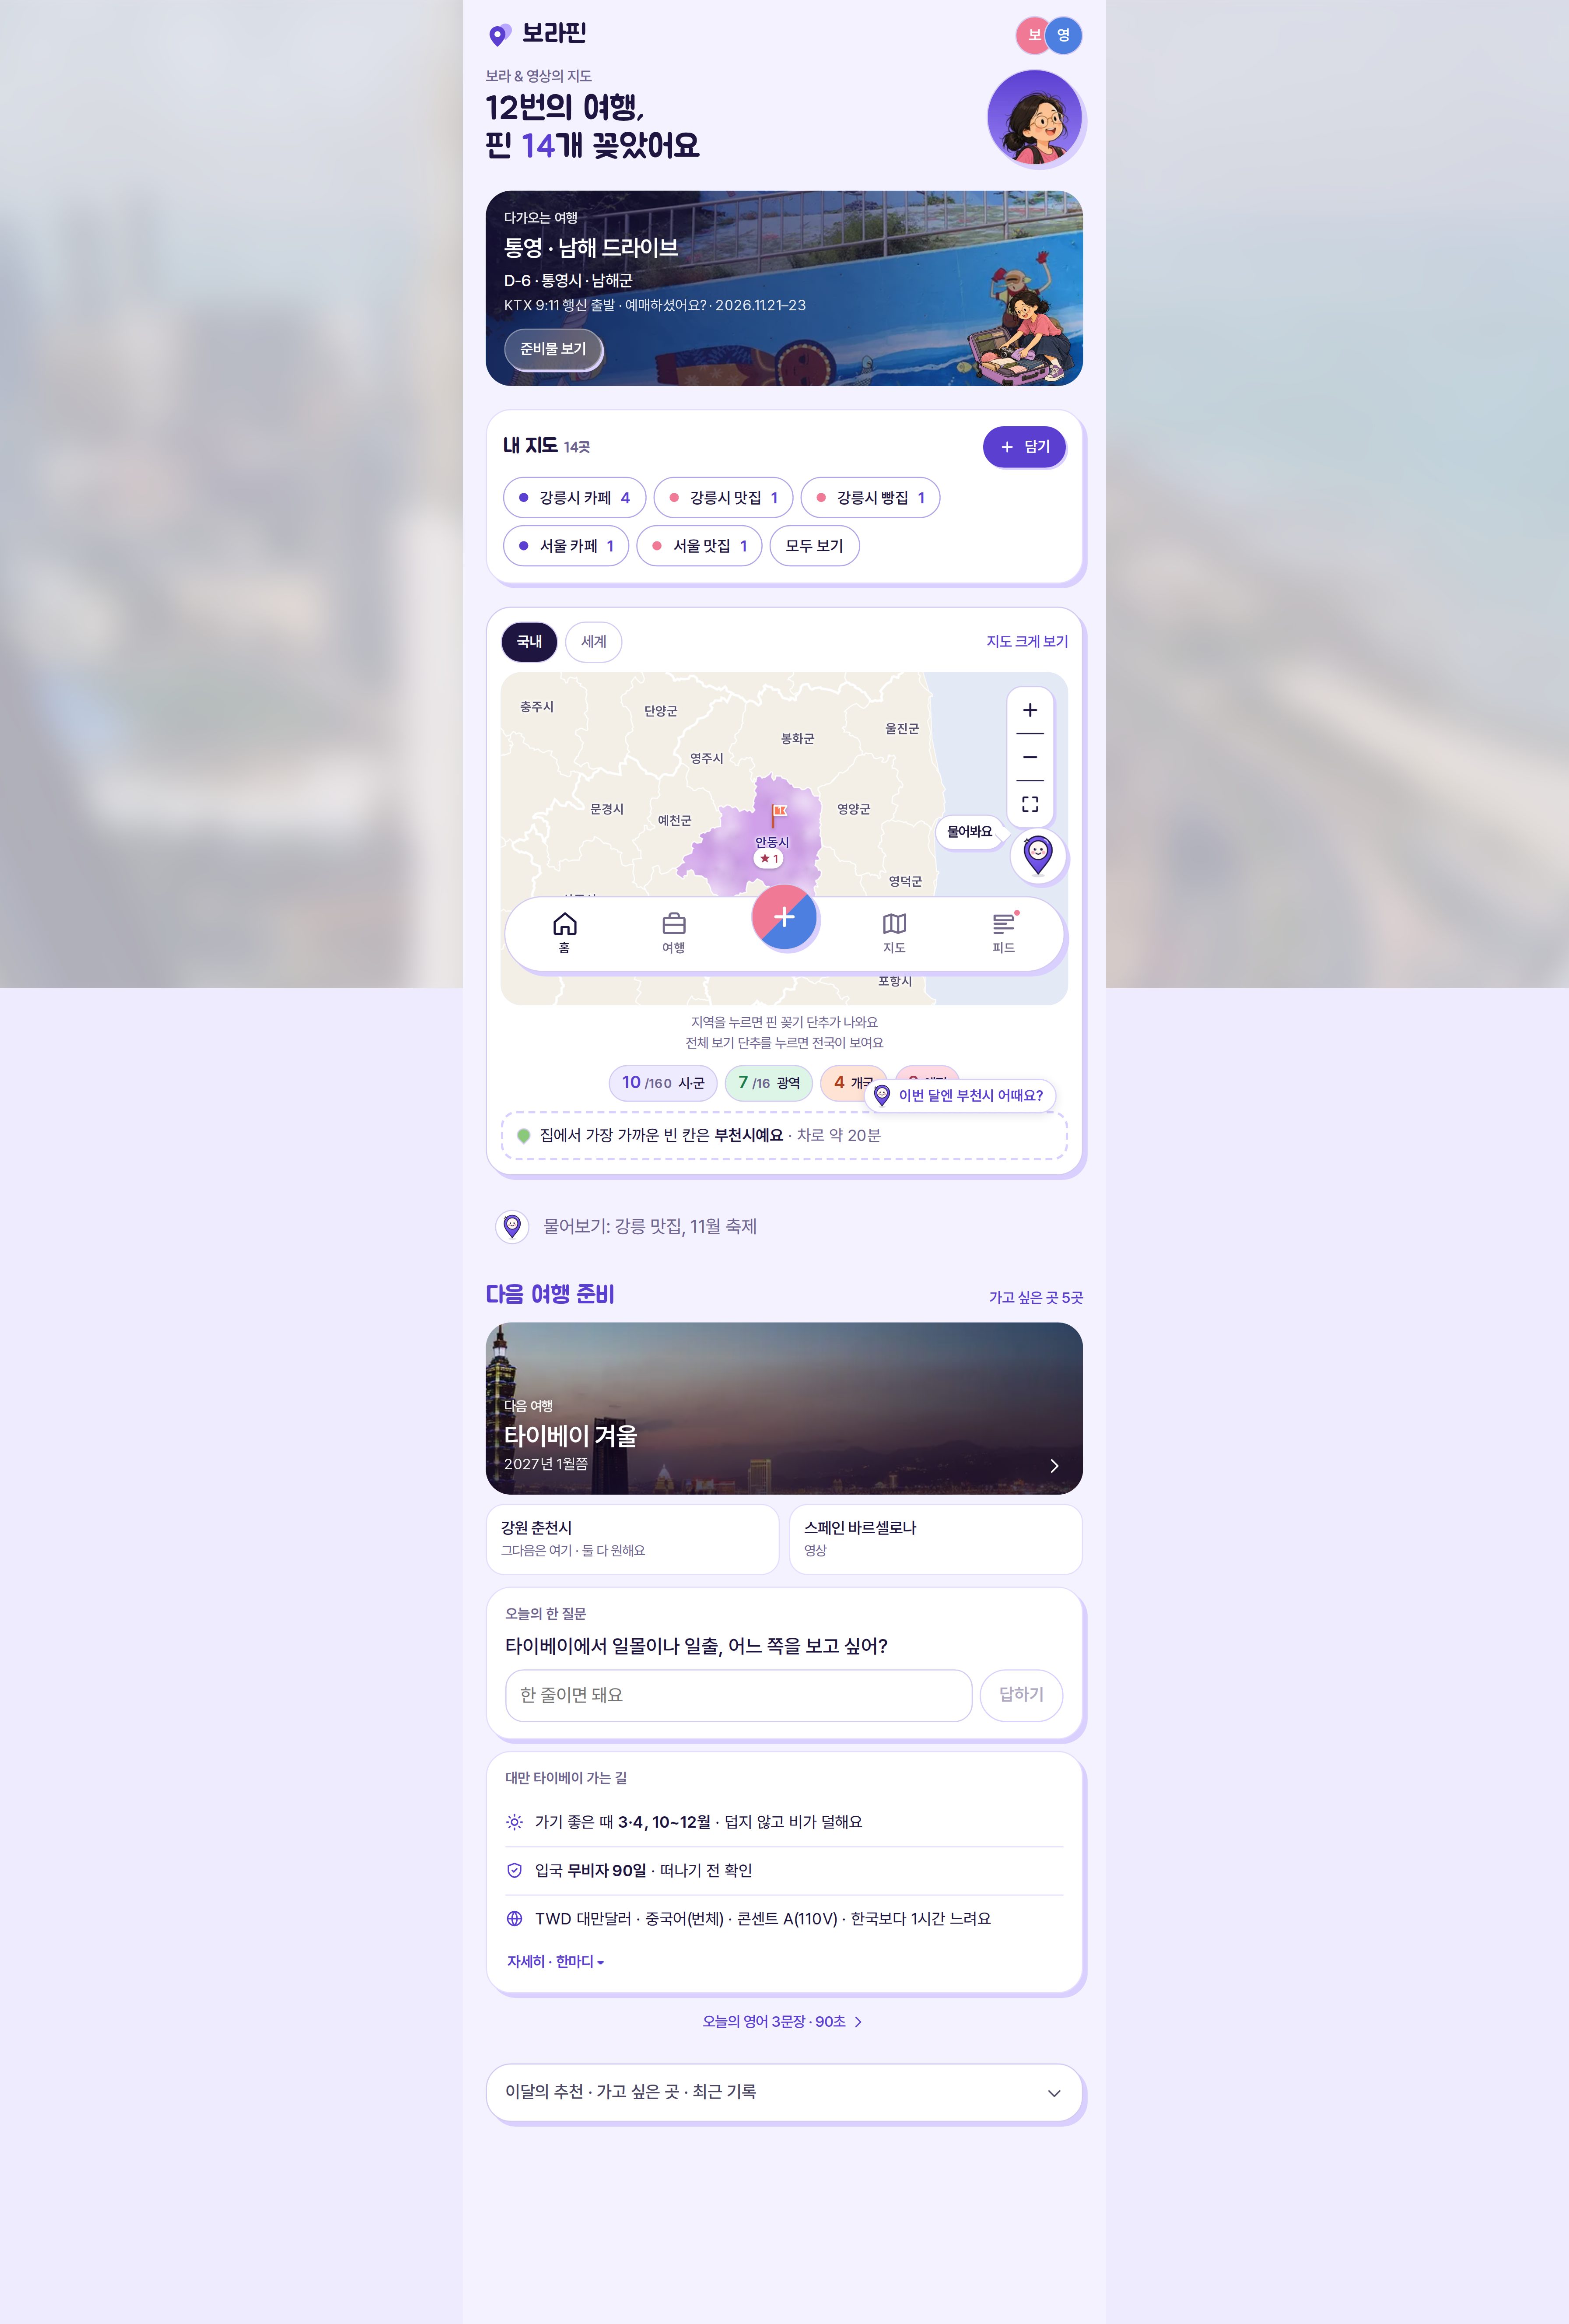 보라핀
보 영
보라 & 영상의 지도
12번의 여행,
핀 14개 꽂았어요
다가오는 여행
통영 · 남해 드라이브
D-6 · 통영시 · 남해군
KTX 9:11 행신 출발 · 예매하셨어요? · 2026.11.21–23
준비물 보기
내 지도 14곳
+ 담기
강릉시 카페 4
강릉시 맛집 1
강릉시 빵집 1
서울 카페 1
서울 맛집 1
모두 보기
국내
세계
지도 크게 보기
충주시
단양군
울진군
봉화군
영주시
문경시
예천군
영양군
안동시
★ 1
물어봐요
영덕군
홈
여행
지도
피드
포항시
지역을 누르면 핀 꽂기 단추가 나와요
전체 보기 단추를 누르면 전국이 보여요
10 /160 시·군
7 /16 광역
4 개국
이번 달엔 부천시 어때요?
집에서 가장 가까운 빈 칸은 부천시예요 · 차로 약 20분
물어보기: 강릉 맛집, 11월 축제
다음 여행 준비
가고 싶은 곳 5곳
다음 여행
타이베이 겨울
2027년 1월쯤
강원 춘천시
그다음은 여기 · 둘 다 원해요
스페인 바르셀로나
영상
오늘의 한 질문
타이베이에서 일몰이나 일출, 어느 쪽을 보고 싶어?
한 줄이면 돼요
답하기
대만 타이베이 가는 길
가기 좋은 때 3·4, 10~12월 · 덥지 않고 비가 덜해요
입국 무비자 90일 · 떠나기 전 확인
TWD 대만달러 · 중국어(번체) · 콘센트 A(110V) · 한국보다 1시간 느려요
자세히 · 한마디
오늘의 영어 3문장 · 90초
이달의 추천 · 가고 싶은 곳 · 최근 기록